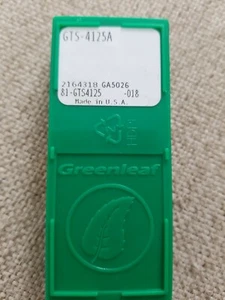 GTS-4125A
2164318 GA5026
81-GTS4125 -018
Made in U.S.A.
Greenleaf